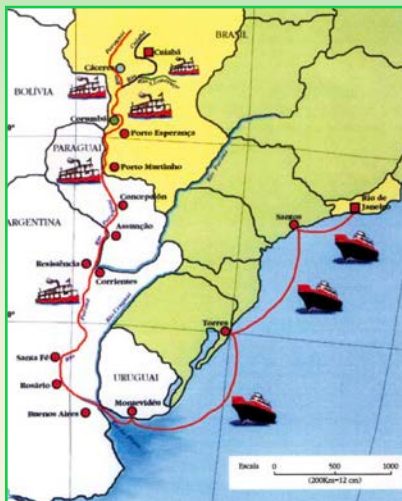 BRASIL
Cuiabá
Cáceres
BOLÍVIA
Corumbá
Porto Esperança
PARAGUAI
Porto Murtinho
Concepción
Rio de
Janeiro
Santos
ARGENTINA
Assunção
Resistência
Corrientes
Torres
Santa Fé
URUGUAI
Rosário
Buenos Aires
Montevidéu
Escala
0
500
1000
(200Km=12 cm)